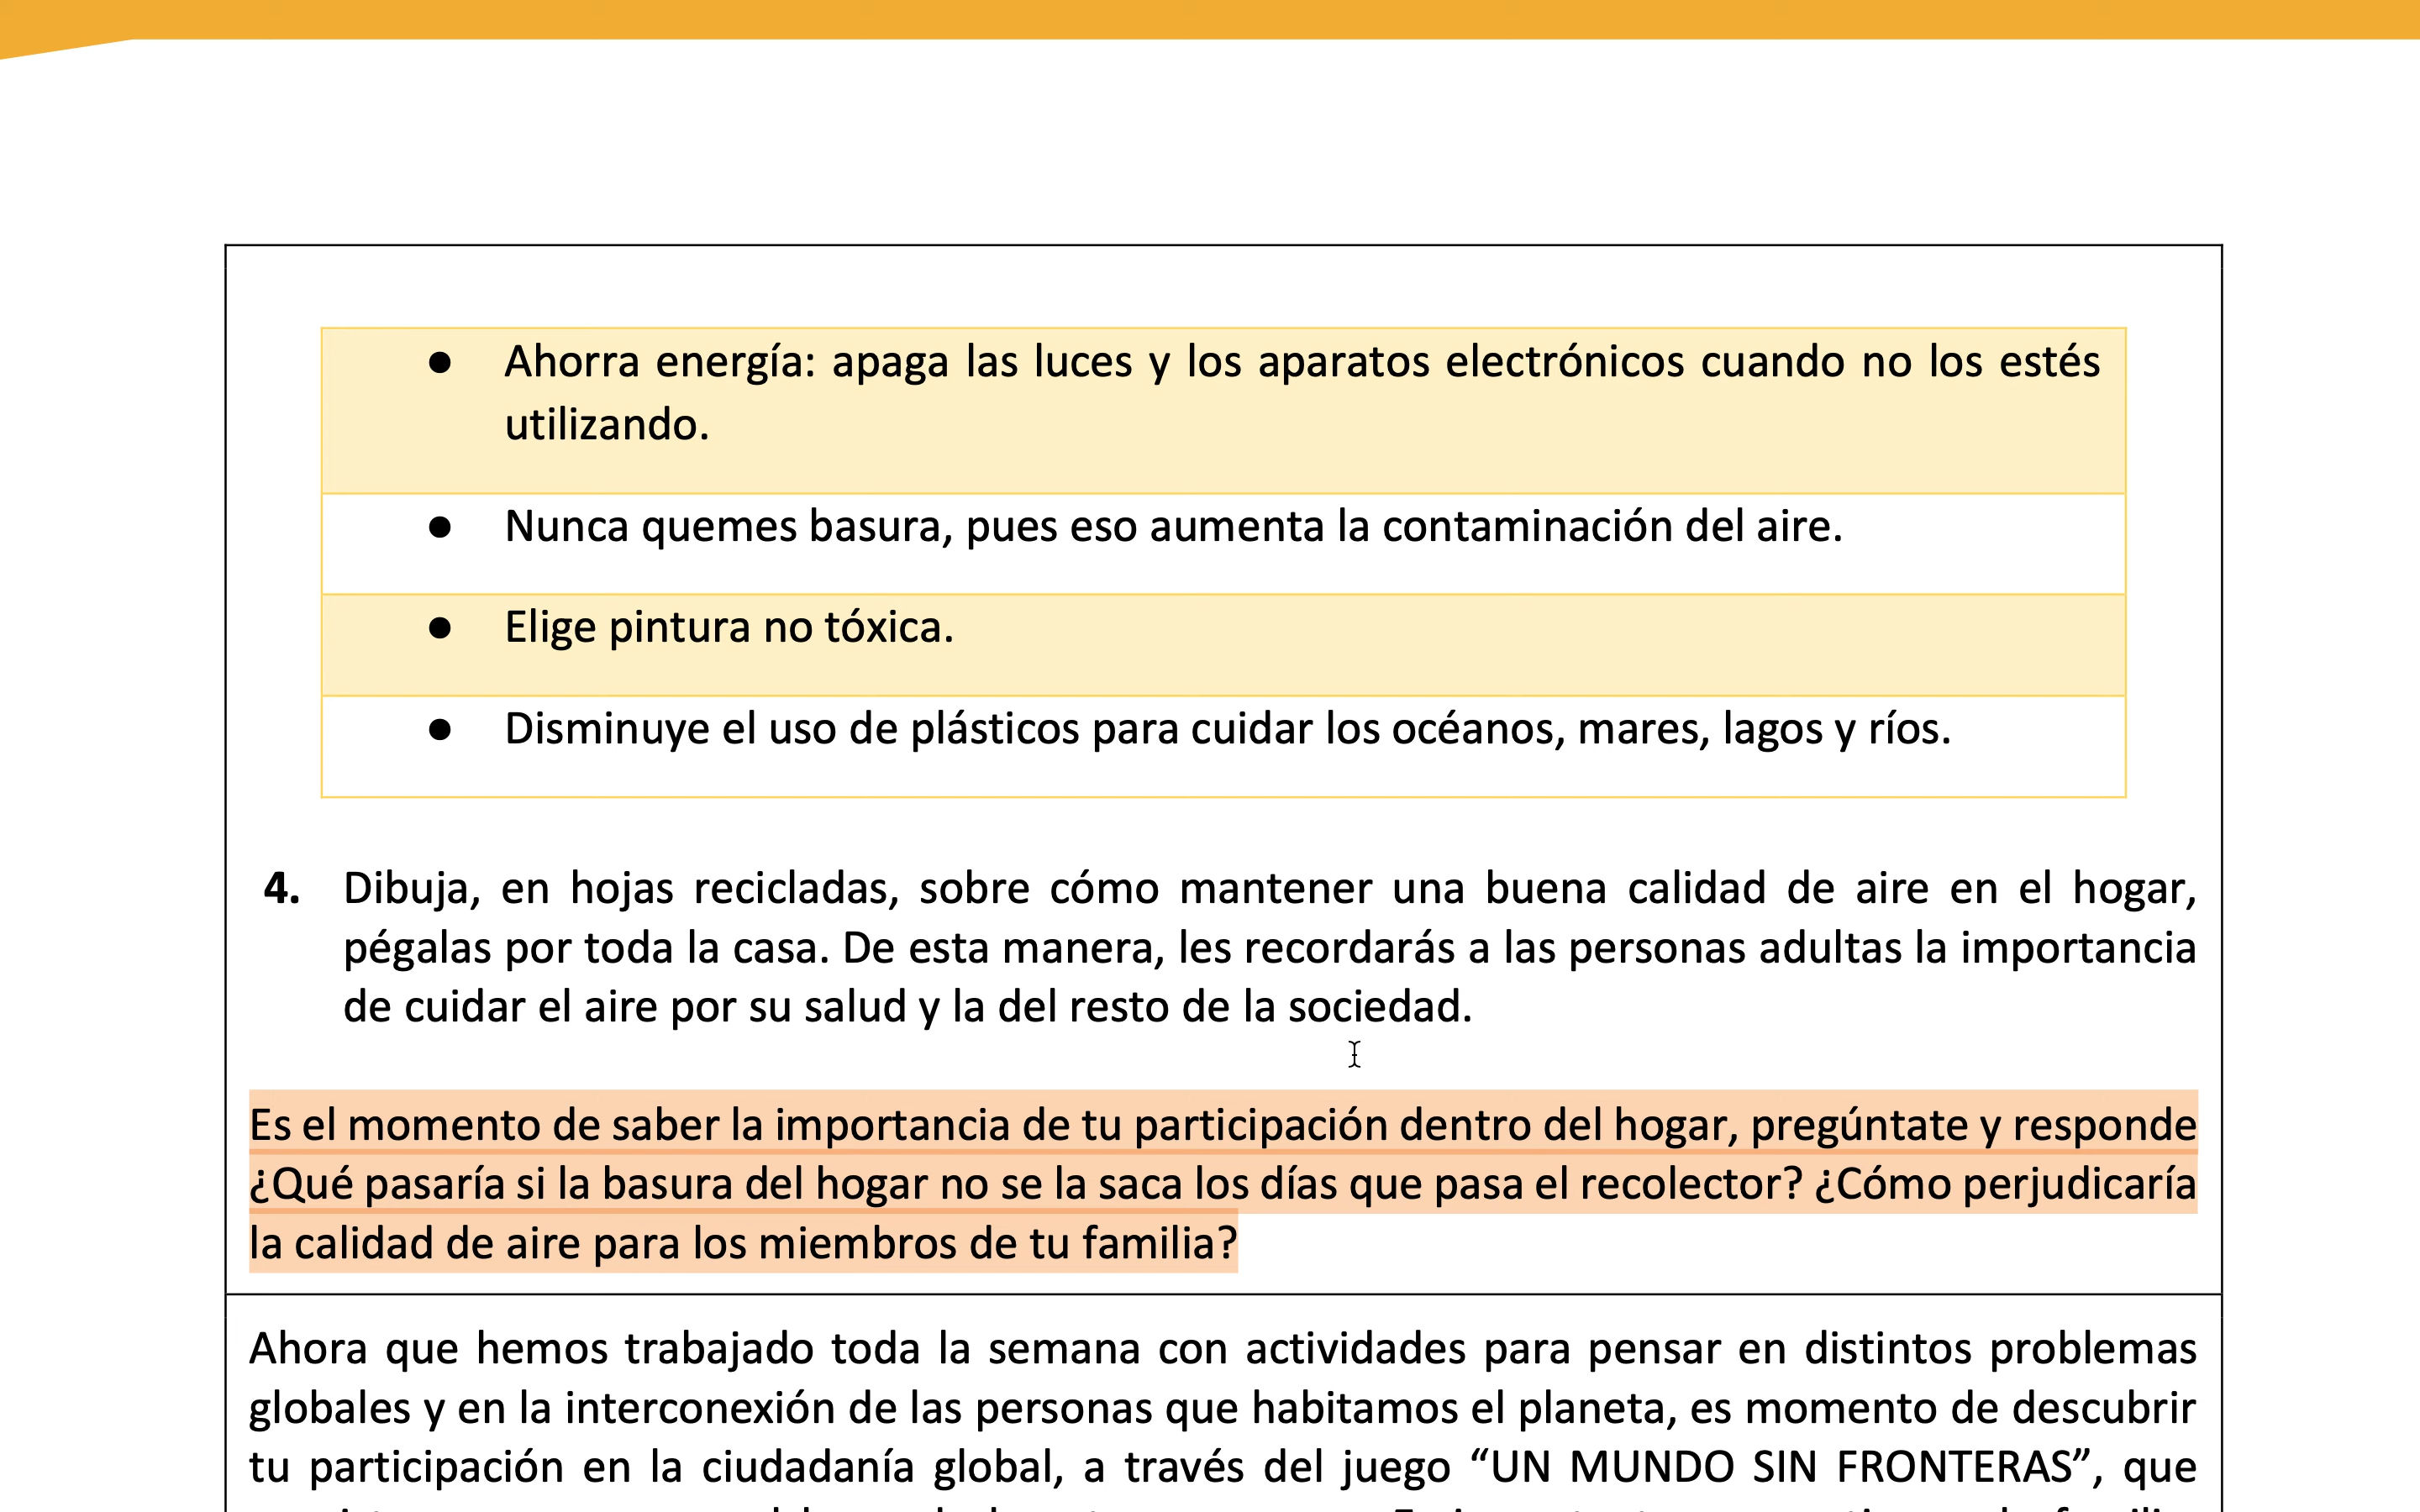 ● Ahorra energía: apaga las luces y los aparatos electrónicos cuando no los estés
utilizando.
● Nunca quemes basura, pues eso aumenta la contaminación del aire.
● Elige pintura no tóxica.
● Disminuye el uso de plásticos para cuidar los océanos, mares, lagos y ríos.
4. Dibuja, en hojas recicladas, sobre cómo mantener una buena calidad de aire en el hogar,
pégalas por toda la casa. De esta manera, les recordarás a las personas adultas la importancia
de cuidar el aire por su salud y la del resto de la sociedad.
Es el momento de saber la importancia de tu participación dentro del hogar, pregúntate y responde
¿Qué pasaría si la basura del hogar no se la saca los días que pasa el recolector? ¿Cómo perjudicaría
la calidad de aire para los miembros de tu familia?
Ahora que hemos trabajado toda la semana con actividades para pensar en distintos problemas
globales y en la interconexión de las personas que habitamos el planeta, es momento de descubrir
tu participación en la ciudadanía global, a través del juego “UN MUNDO SIN FRONTERAS”, que